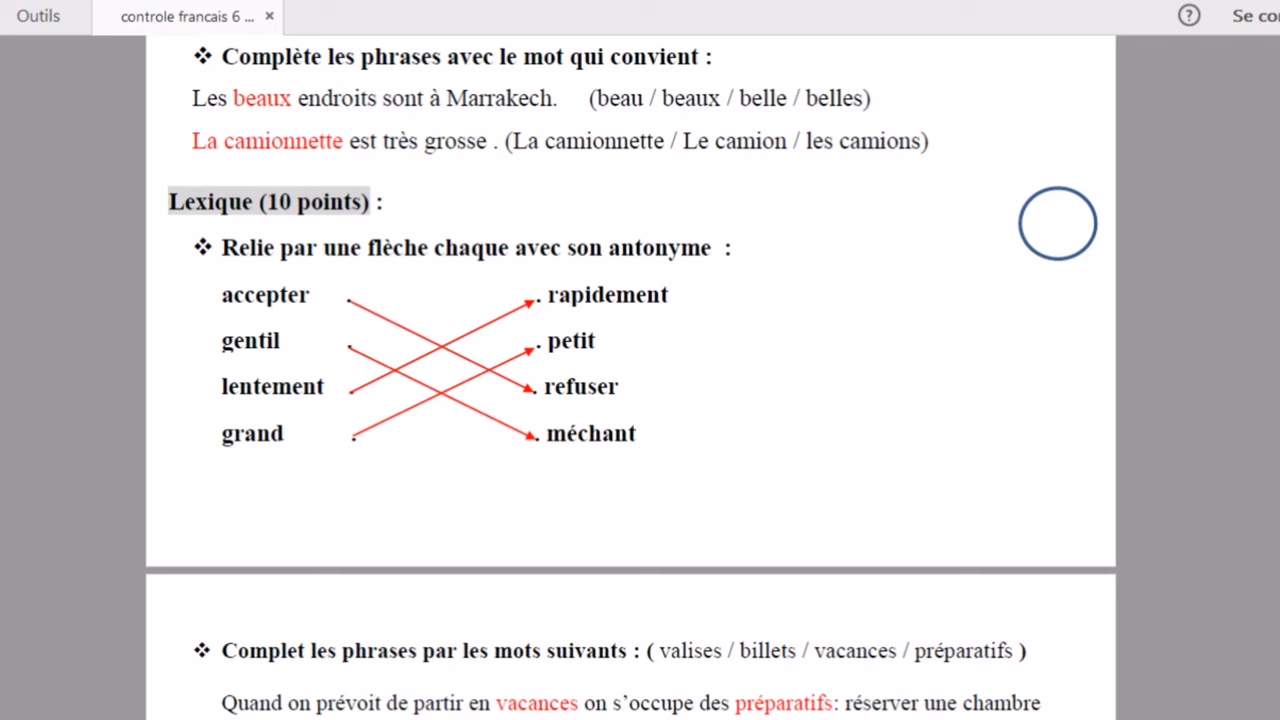 Outils controle francais 6 ... × ? Se co
❖ Complète les phrases avec le mot qui convient :
Les beaux endroits sont à Marrakech. (beau / beaux / belle / belles)
La camionnette est très grosse . (La camionnette / Le camion / les camions)
Lexique (10 points) :
❖ Relie par une flèche chaque avec son antonyme :
accepter . . rapidement
gentil . . petit
lentement . . refuser
grand . . méchant
❖ Complet les phrases par les mots suivants : ( valises / billets / vacances / préparatifs )
Quand on prévoit de partir en vacances on s’occupe des préparatifs: réserver une chambre